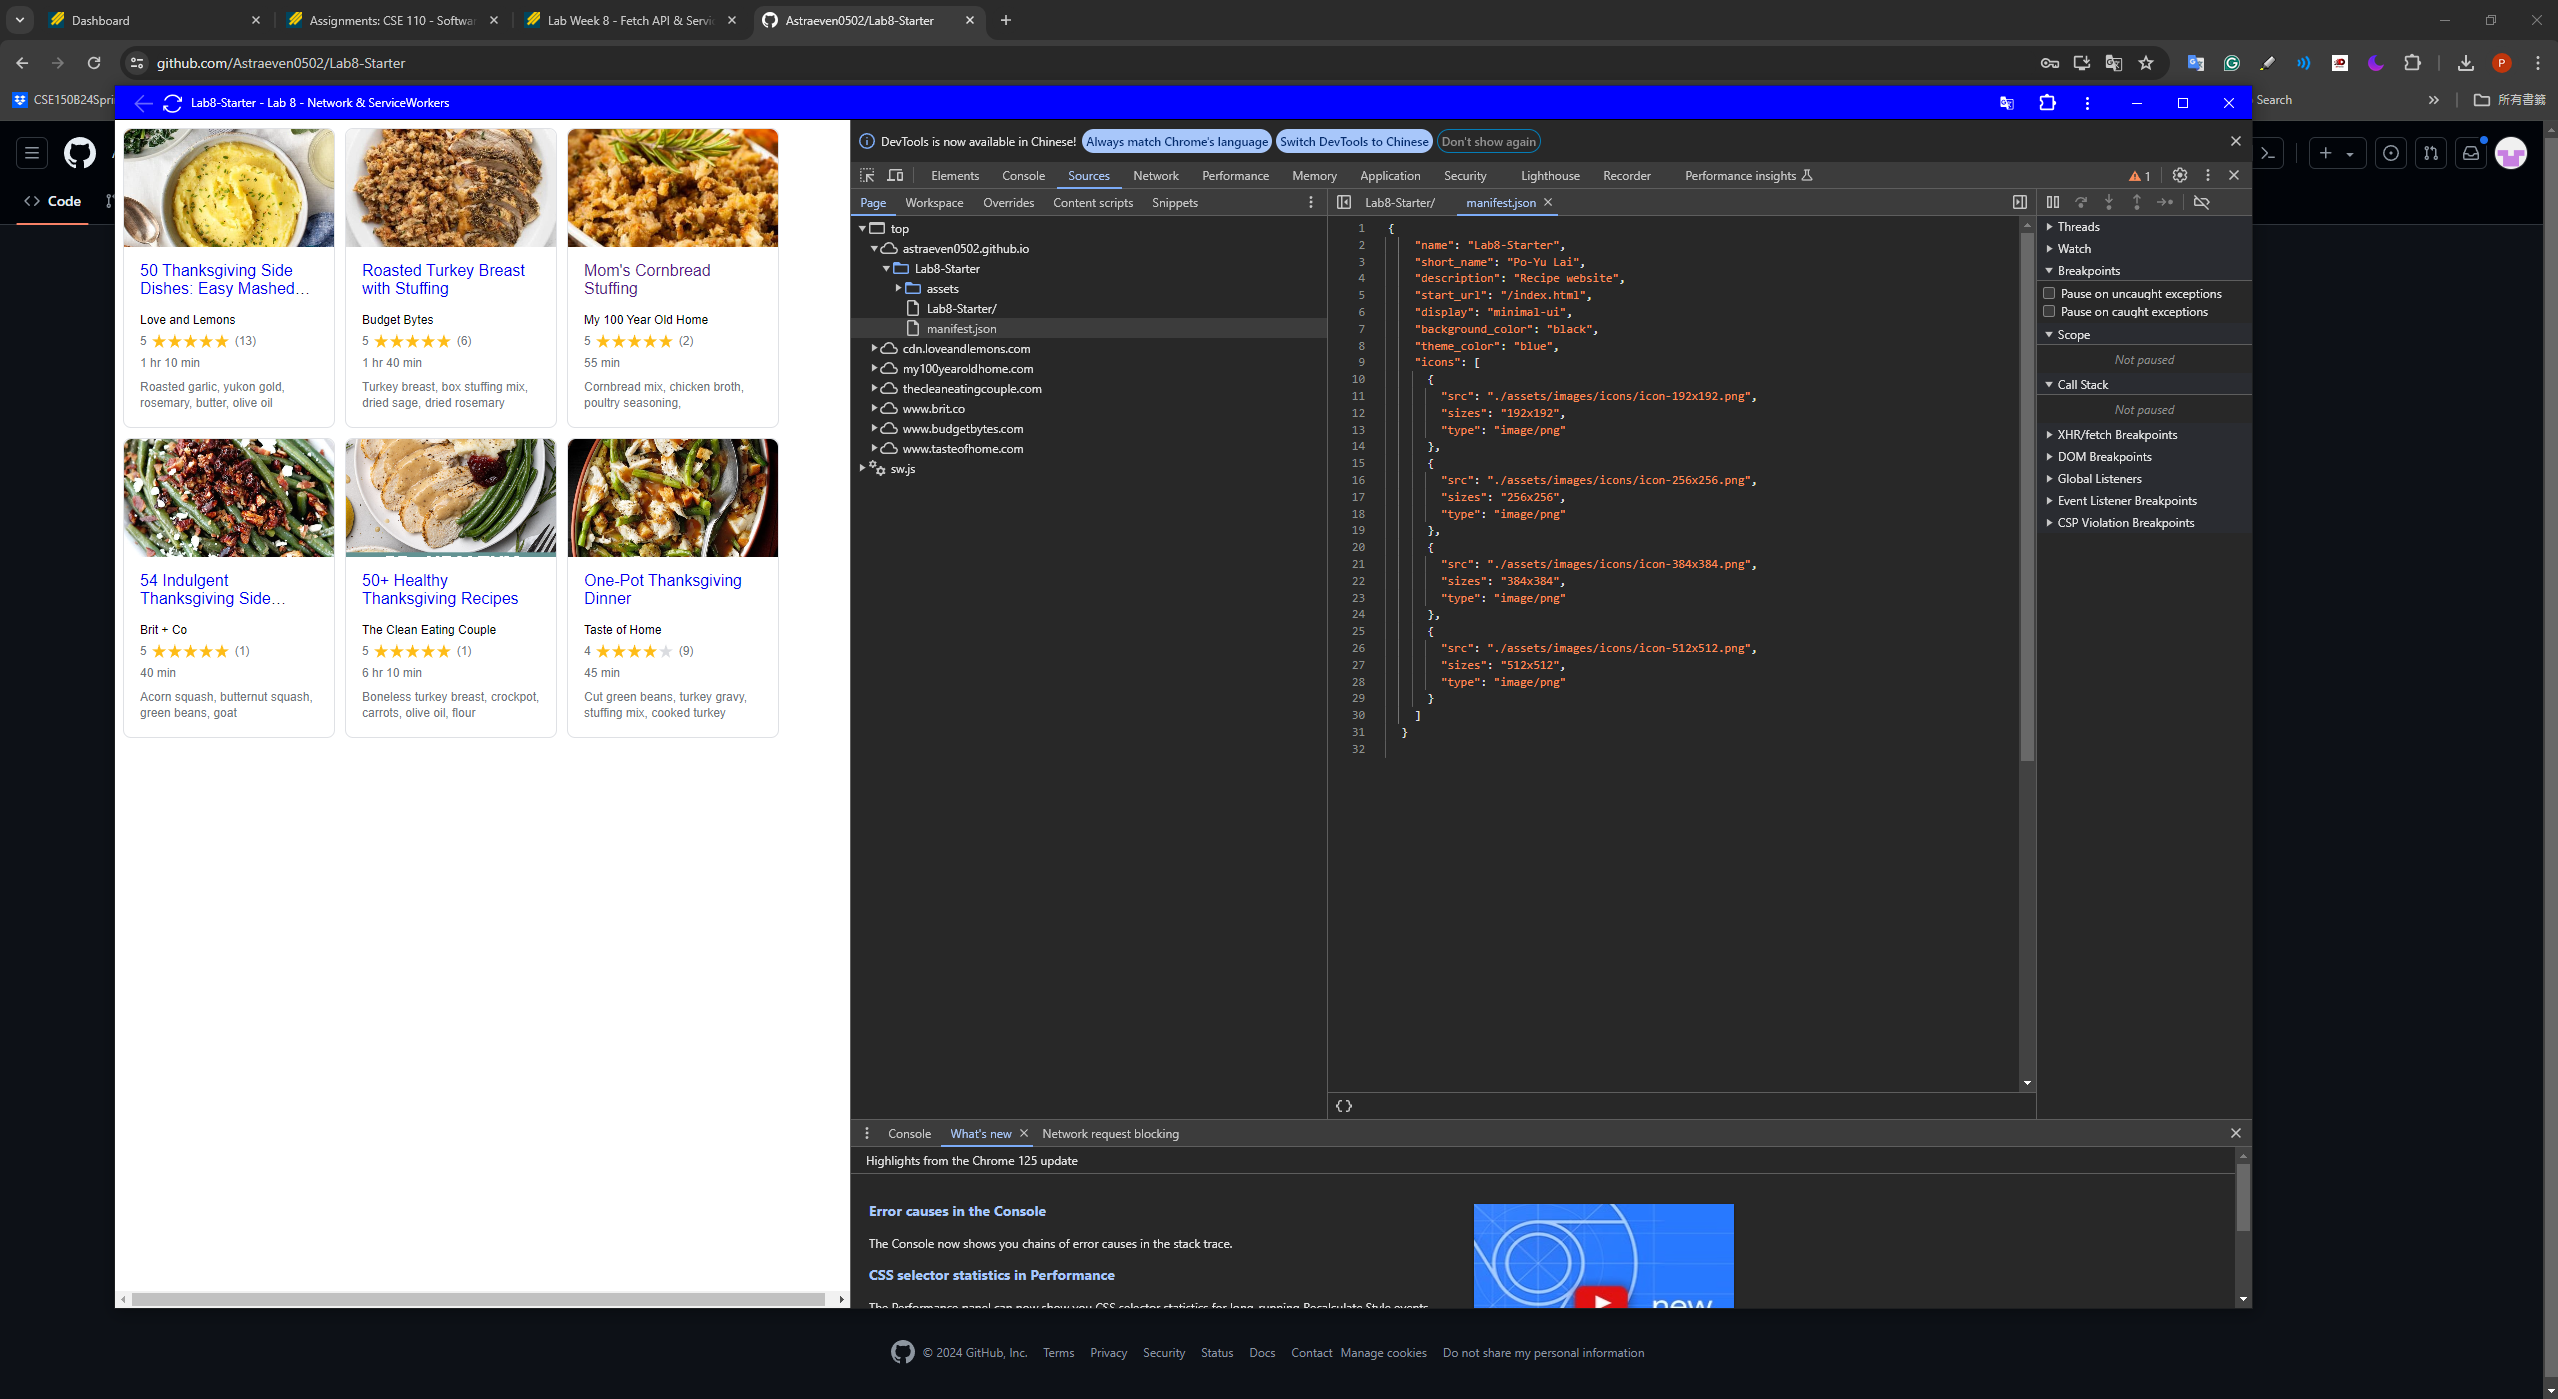 Dashboard
Assignments: CSE 110 - Softwar
Lab Week 8 - Fetch API & Servic
Astraeven0502/Lab8-Starter
github.com/Astraeven0502/Lab8-Starter
CSE150B24Spri
Search
所有書籤
Lab8-Starter - Lab 8 - Network & ServiceWorkers
Code
50 Thanksgiving Side
Dishes: Easy Mashed…
Love and Lemons
5 (13)
1 hr 10 min
Roasted garlic, yukon gold,
rosemary, butter, olive oil
Roasted Turkey Breast
with Stuffing
Budget Bytes
5 (6)
1 hr 40 min
Turkey breast, box stuffing mix,
dried sage, dried rosemary
Mom's Cornbread
Stuffing
My 100 Year Old Home
5 (2)
55 min
Cornbread mix, chicken broth,
poultry seasoning,
54 Indulgent
Thanksgiving Side…
Brit + Co
5 (1)
40 min
Acorn squash, butternut squash,
green beans, goat
50+ Healthy
Thanksgiving Recipes
The Clean Eating Couple
5 (1)
6 hr 10 min
Boneless turkey breast, crockpot,
carrots, olive oil, flour
One-Pot Thanksgiving
Dinner
Taste of Home
4 (9)
45 min
Cut green beans, turkey gravy,
stuffing mix, cooked turkey
DevTools is now available in Chinese! Always match Chrome's language Switch DevTools to Chinese Don't show again
Elements Console Sources Network Performance Memory Application Security Lighthouse Recorder Performance insights 1
Page Workspace Overrides Content scripts Snippets
top
astraeven0502.github.io
Lab8-Starter
assets
Lab8-Starter/
manifest.json
cdn.loveandlemons.com
my100yearoldhome.com
thecleaneatingcouple.com
www.brit.co
www.budgetbytes.com
www.tasteofhome.com
sw.js
Lab8-Starter/ manifest.json
1 {
2 "name": "Lab8-Starter",
3 "short_name": "Po-Yu Lai",
4 "description": "Recipe website",
5 "start_url": "/index.html",
6 "display": "minimal-ui",
7 "background_color": "black",
8 "theme_color": "blue",
9 "icons": [
10 {
11 "src": "./assets/images/icons/icon-192x192.png",
12 "sizes": "192x192",
13 "type": "image/png"
14 },
15 {
16 "src": "./assets/images/icons/icon-256x256.png",
17 "sizes": "256x256",
18 "type": "image/png"
19 },
20 {
21 "src": "./assets/images/icons/icon-384x384.png",
22 "sizes": "384x384",
23 "type": "image/png"
24 },
25 {
26 "src": "./assets/images/icons/icon-512x512.png",
27 "sizes": "512x512",
28 "type": "image/png"
29 }
30 ]
31 }
32
{}
Threads
Watch
Breakpoints
Pause on uncaught exceptions
Pause on caught exceptions
Scope
Not paused
Call Stack
Not paused
XHR/fetch Breakpoints
DOM Breakpoints
Global Listeners
Event Listener Breakpoints
CSP Violation Breakpoints
Console What's new Network request blocking
Highlights from the Chrome 125 update
Error causes in the Console
The Console now shows you chains of error causes in the stack trace.
CSS selector statistics in Performance
The Performance panel can now show you CSS selector statistics for long-running Recalculate Style events.
new
© 2024 GitHub, Inc. Terms Privacy Security Status Docs Contact Manage cookies Do not share my personal information